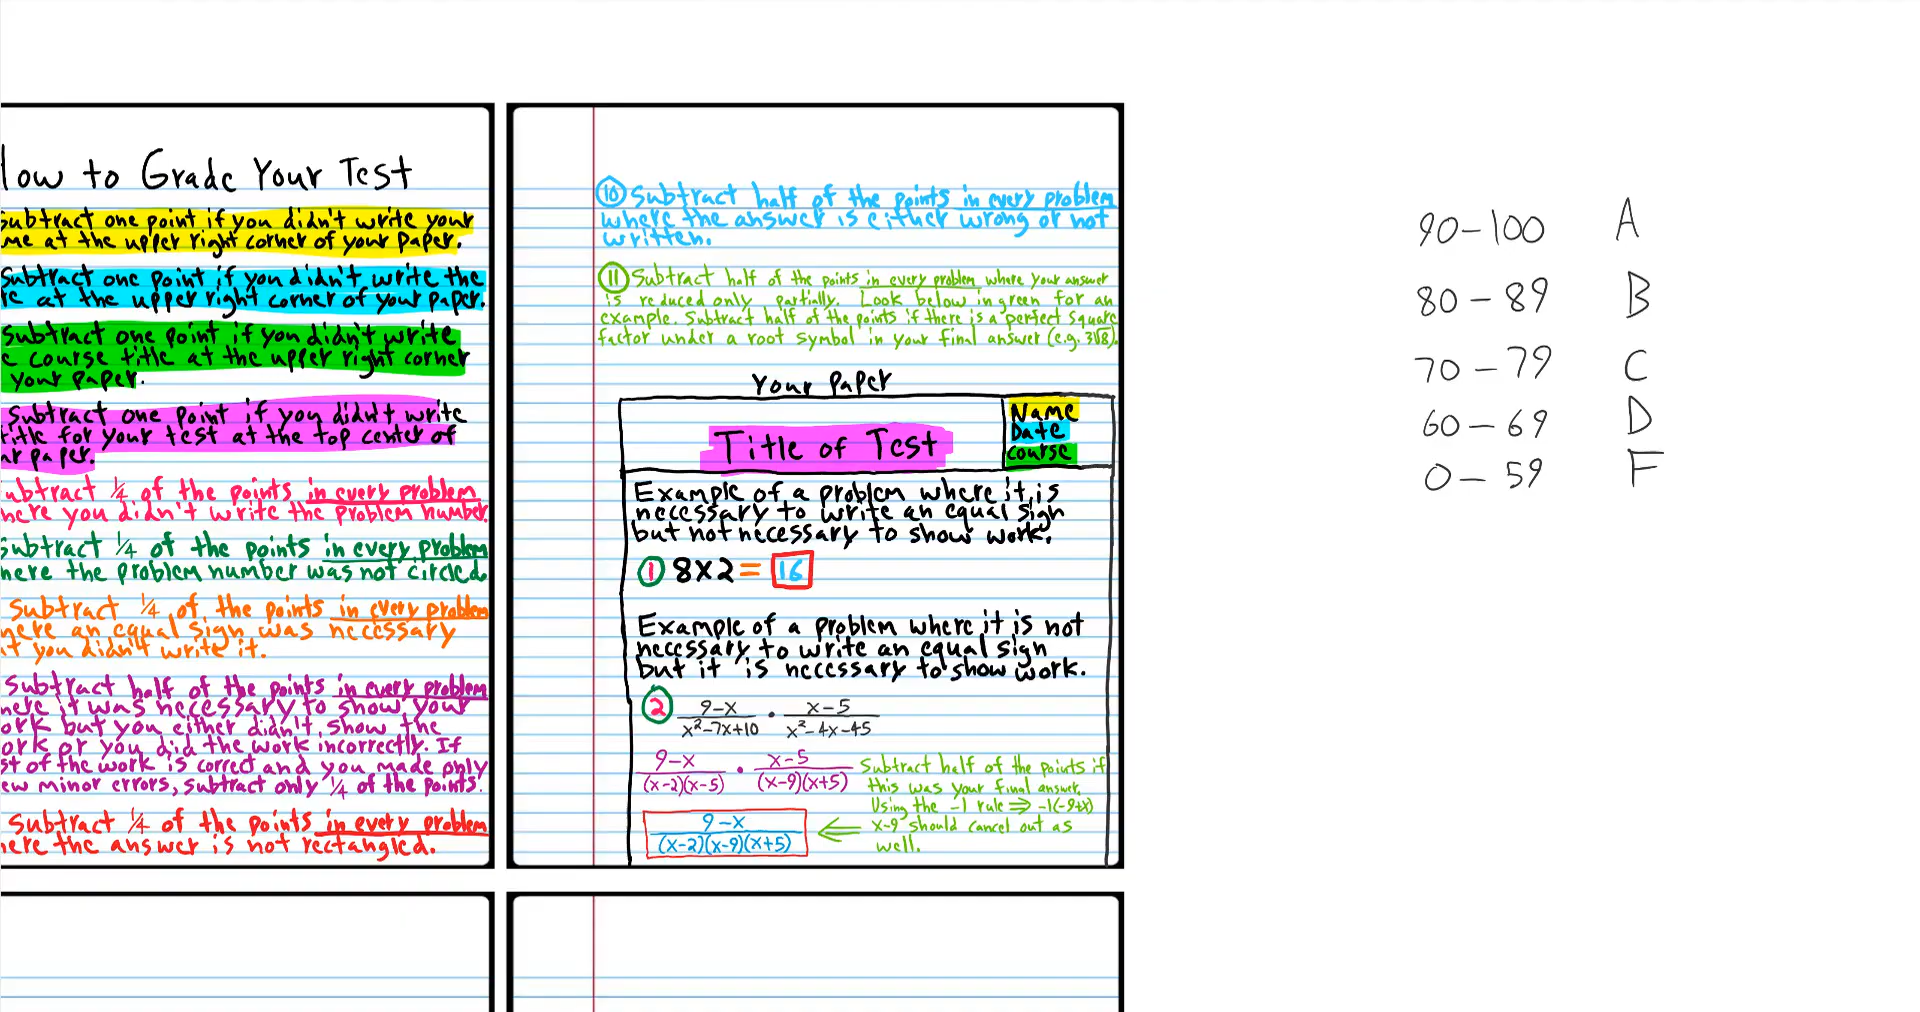 How to Grade Your Test
Subtract one point if you didn't write your
me at the upper right corner of your paper.
Subtract one point if you didn't write the
te at the upper right corner of your paper.
Subtract one point if you didn't write
e course title at the upper right corner
your paper.
Subtract one point if you didn't write
title for your test at the top center of
ur paper.
ubtract 1/4 of the points in every problem
here you didn't write the problem number.
Subtract 1/4 of the points in every problem
here the problem number was not circled.
Subtract 1/4 of the points in every problem
here an equal sign was necessary
ut you didn't write it.
Subtract half of the points in every problem
here it was necessary to show your
ork but you either didn't show the
ork or you did the work incorrectly. If
st of the work is correct and you made only
ew minor errors, subtract only 1/4 of the points.
Subtract 1/4 of the points in every problem
here the answer is not rectangled.
⑩ Subtract half of the points in every problem
where the answer is either wrong or not
written.
⑪ Subtract half of the points in every problem where your answer
is reduced only partially. Look below in green for an
example. Subtract half of the points if there is a perfect square
factor under a root symbol in your final answer (e.g. 3√8).
Your Paper
Title of Test
Name
Date
Course
Example of a problem where it is
necessary to write an equal sign
but not necessary to show work.
① 8x2 = 16
Example of a problem where it is not
necessary to write an equal sign
but it is necessary to show work.
② (9-x)/(x²-7x+10) · (x-5)/(x²-4x-45)
(9-x)/((x-2)(x-5)) · (x-5)/((x-9)(x+5))
(9-x)/((x-2)(x-9)(x+5))
Subtract half of the points if
this was your final answer.
Using the -1 rule ⇒ -1(-9+x)
x-9 should cancel out as
well.
90-100 A
80-89 B
70-79 C
60-69 D
0-59 F